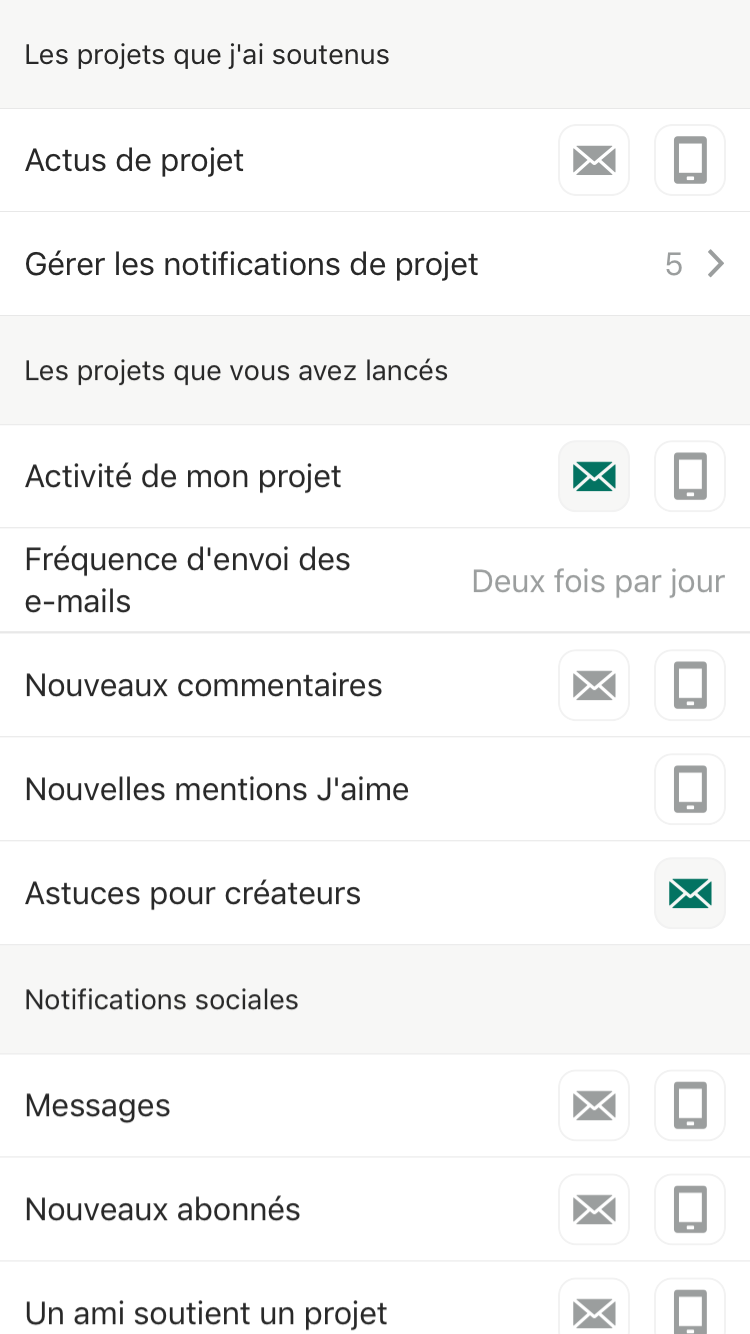 Les projets que j'ai soutenus
Actus de projet
Gérer les notifications de projet 5
Les projets que vous avez lancés
Activité de mon projet
Fréquence d'envoi des
e-mails
Deux fois par jour
Nouveaux commentaires
Nouvelles mentions J'aime
Astuces pour créateurs
Notifications sociales
Messages
Nouveaux abonnés
Un ami soutient un projet